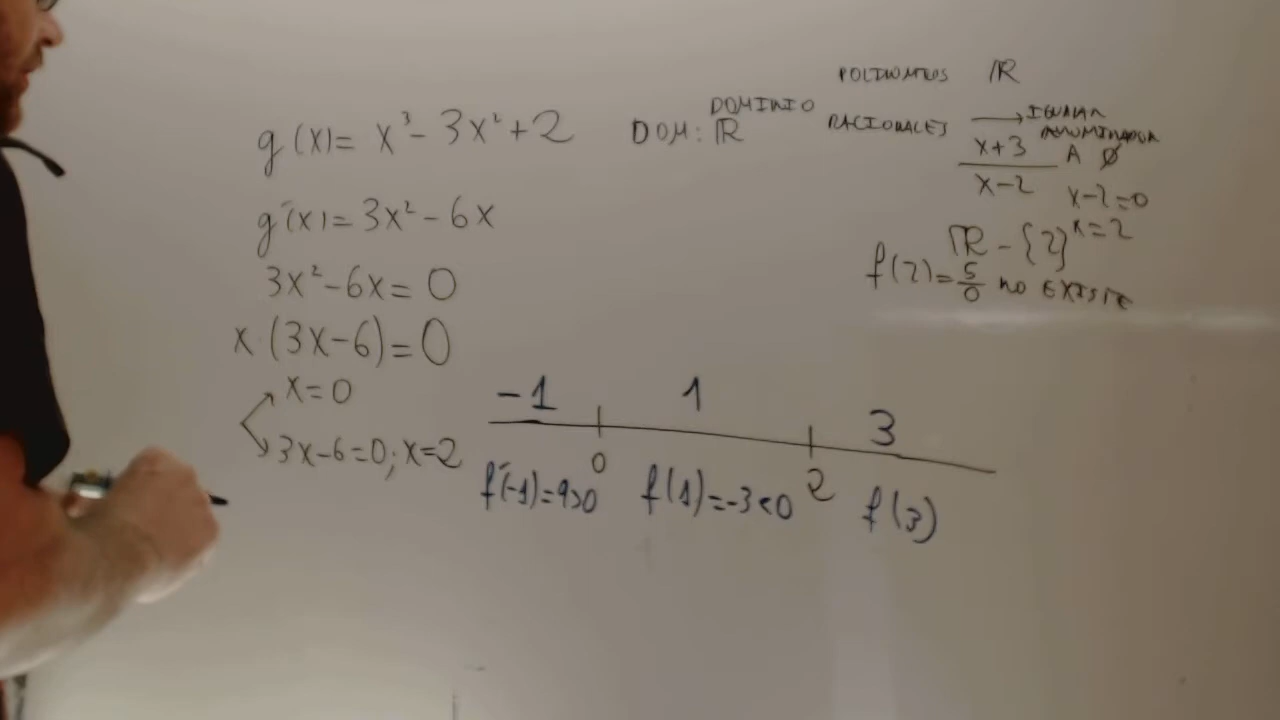 g(x)= x³-3x²+2
g'(x)=3x²-6x
3x²-6x=0
x(3x-6)=0
x=0
3x-6=0; x=2
DOMINIO
DOM: ℝ
POLINOMIOS ℝ
RACIONALES → IGUALAR
DENOMINADOR
A 0
x+3
x-2
x-2=0
x=2
ℝ-{2}
f(2)=5/0 no EXISTE
-1 1 3
0 2
f'(-1)=9>0 f(1)=-3<0 f(3)